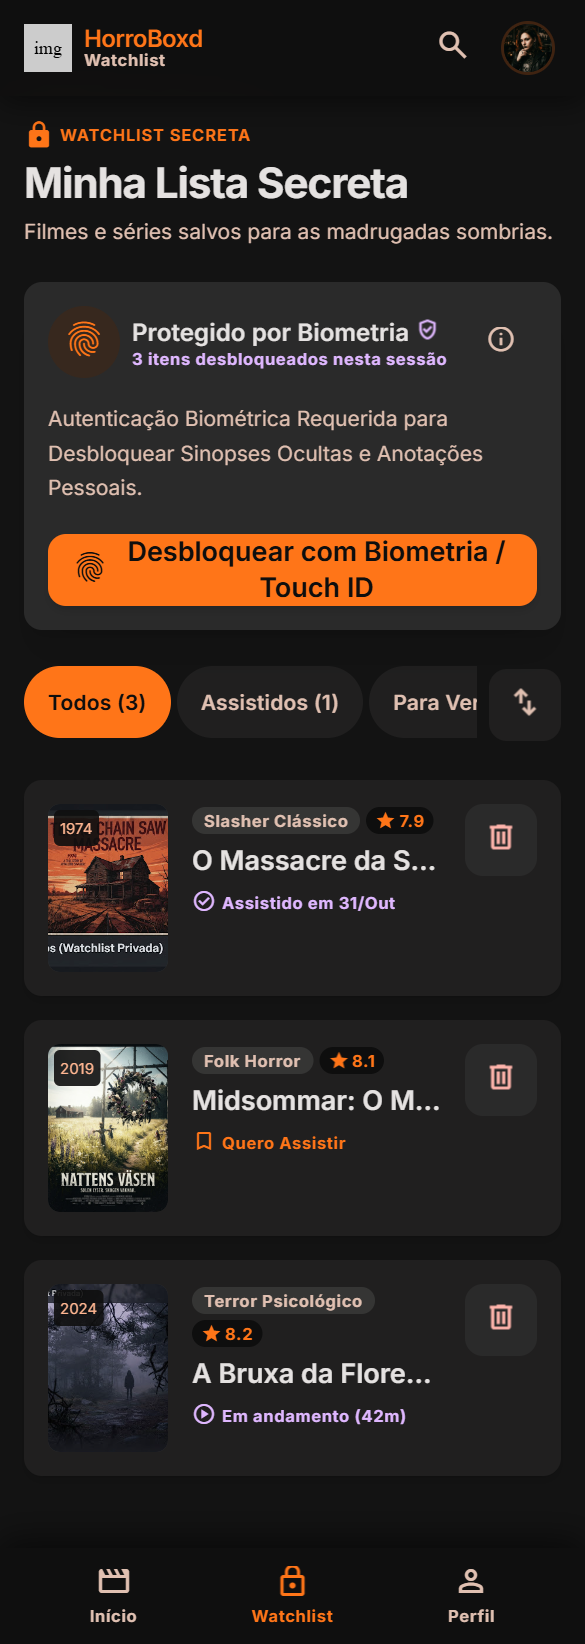 img
HorroBoxd
Watchlist
WATCHLIST SECRETA
Minha Lista Secreta
Filmes e séries salvos para as madrugadas sombrias.
Protegido por Biometria
3 itens desbloqueados nesta sessão
Autenticação Biométrica Requerida para
Desbloquear Sinopses Ocultas e Anotações
Pessoais.
Desbloquear com Biometria /
Touch ID
Todos (3)
Assistidos (1)
Para Ver
1974
CHAIN SAW
MASSACRE
s (Watchlist Privada)
Slasher Clássico
7.9
O Massacre da S...
Assistido em 31/Out
2019
NATTENS VÄSEN
Folk Horror
8.1
Midsommar: O M...
Quero Assistir
2024
Terror Psicológico
8.2
A Bruxa da Flore...
Em andamento (42m)
Início
Watchlist
Perfil